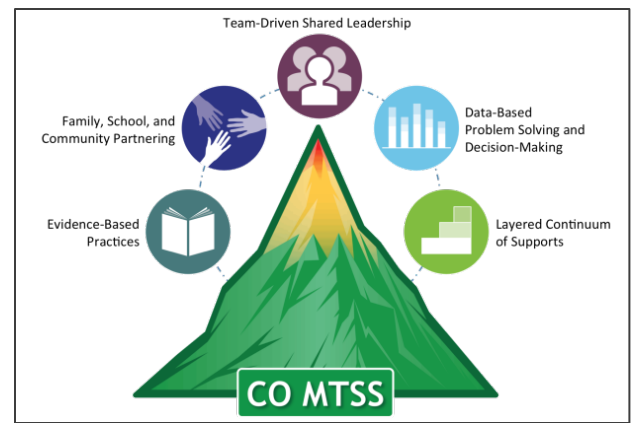 Team-Driven Shared Leadership
Family, School, and
Community Partnering
Data-Based
Problem Solving and
Decision-Making
Evidence-Based
Practices
Layered Continuum
of Supports
CO MTSS